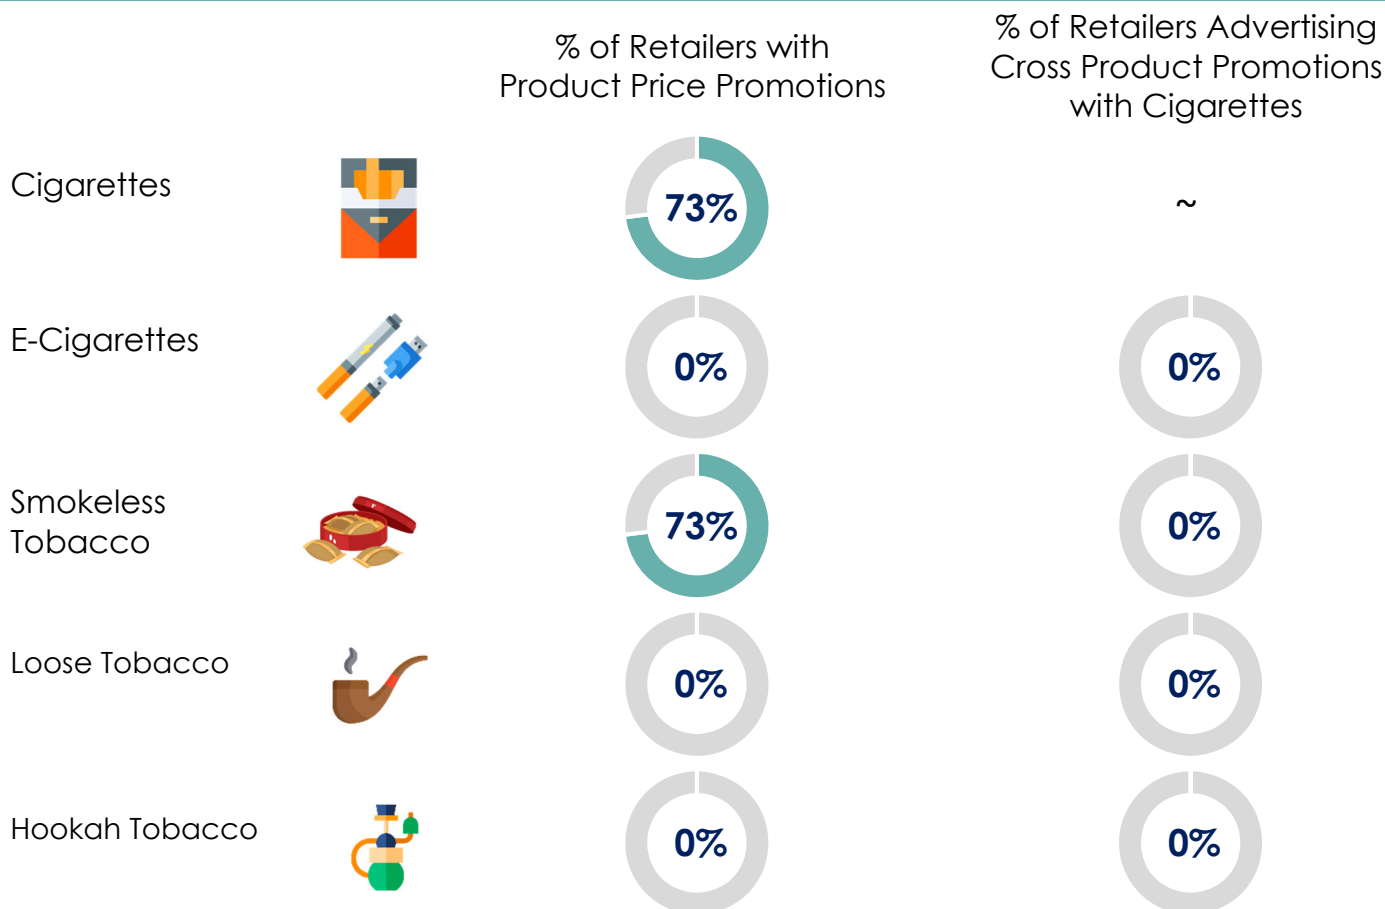 % of Retailers with
Product Price Promotions
% of Retailers Advertising
Cross Product Promotions
with Cigarettes
Cigarettes
73%
~
E-Cigarettes
0%
0%
Smokeless
Tobacco
73%
0%
Loose Tobacco
0%
0%
Hookah Tobacco
0%
0%